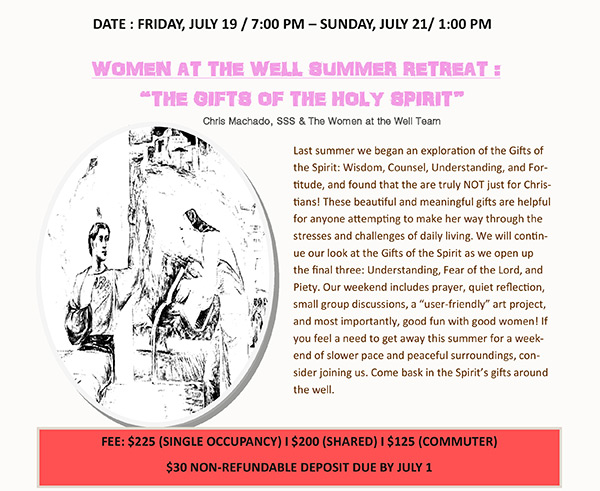 DATE : FRIDAY, JULY 19 / 7:00 PM – SUNDAY, JULY 21/ 1:00 PM
WOMEN AT THE WELL SUMMER RETREAT :
“THE GIFTS OF THE HOLY SPIRIT”
Chris Machado, SSS & The Women at the Well Team
Last summer we began an exploration of the Gifts of
the Spirit: Wisdom, Counsel, Understanding, and For-
titude, and found that the are truly NOT just for Chris-
tians! These beautiful and meaningful gifts are helpful
for anyone attempting to make her way through the
stresses and challenges of daily living. We will contin-
ue our look at the Gifts of the Spirit as we open up
the final three: Understanding, Fear of the Lord, and
Piety. Our weekend includes prayer, quiet reflection,
small group discussions, a “user-friendly” art project,
and most importantly, good fun with good women! If
you feel a need to get away this summer for a week-
end of slower pace and peaceful surroundings, con-
sider joining us. Come bask in the Spirit’s gifts around
the well.
FEE: $225 (SINGLE OCCUPANCY) I $200 (SHARED) I $125 (COMMUTER)
$30 NON-REFUNDABLE DEPOSIT DUE BY JULY 1